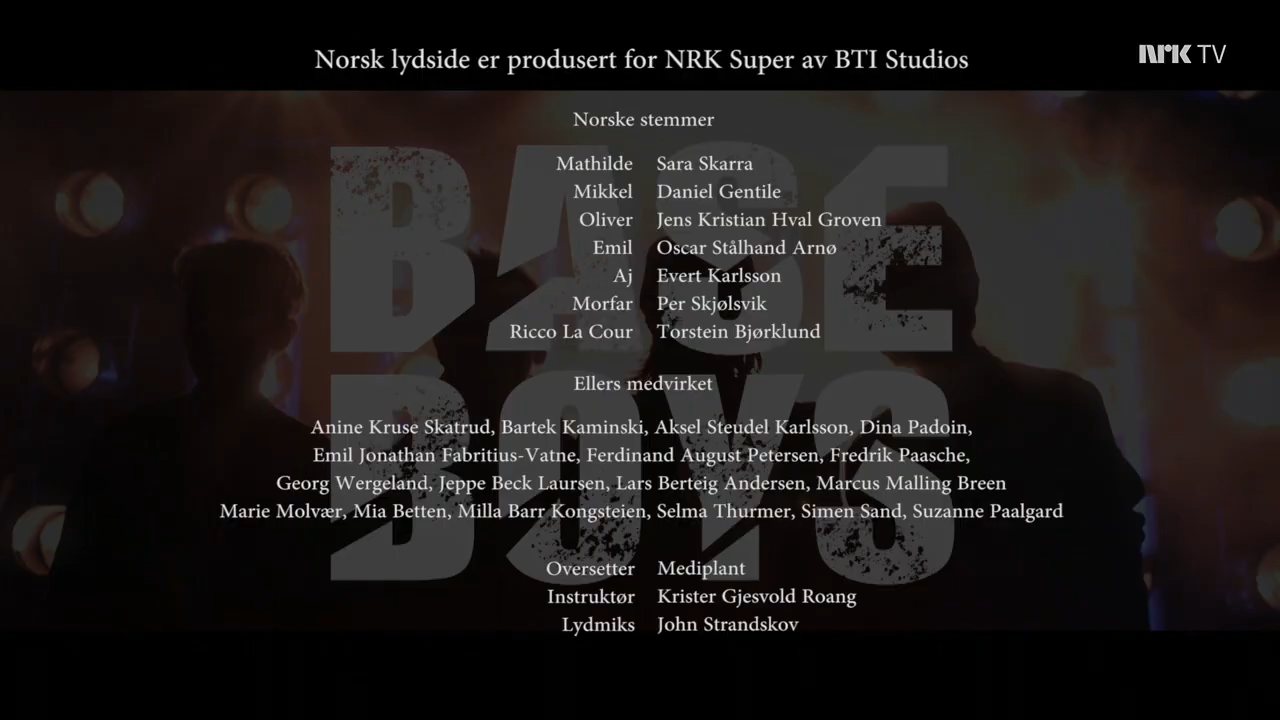 Norsk lydside er produsert for NRK Super av BTI Studios
NRK TV
Norske stemmer
Mathilde Sara Skarra
Mikkel Daniel Gentile
Oliver Jens Kristian Hval Groven
Emil Oscar Stålhand Arnø
Aj Evert Karlsson
Morfar Per Skjølsvik
Ricco La Cour Torstein Bjørklund
Ellers medvirket
Anine Kruse Skatrud, Bartek Kaminski, Aksel Steudel Karlsson, Dina Padoin,
Emil Jonathan Fabritius-Vatne, Ferdinand August Petersen, Fredrik Paasche,
Georg Wergeland, Jeppe Beck Laursen, Lars Berteig Andersen, Marcus Malling Breen
Marie Molvær, Mia Betten, Milla Barr Kongsteien, Selma Thurmer, Simen Sand, Suzanne Paalgard
Oversetter Mediplant
Instruktør Krister Gjesvold Roang
Lydmiks John Strandskov
BASE
BOYS